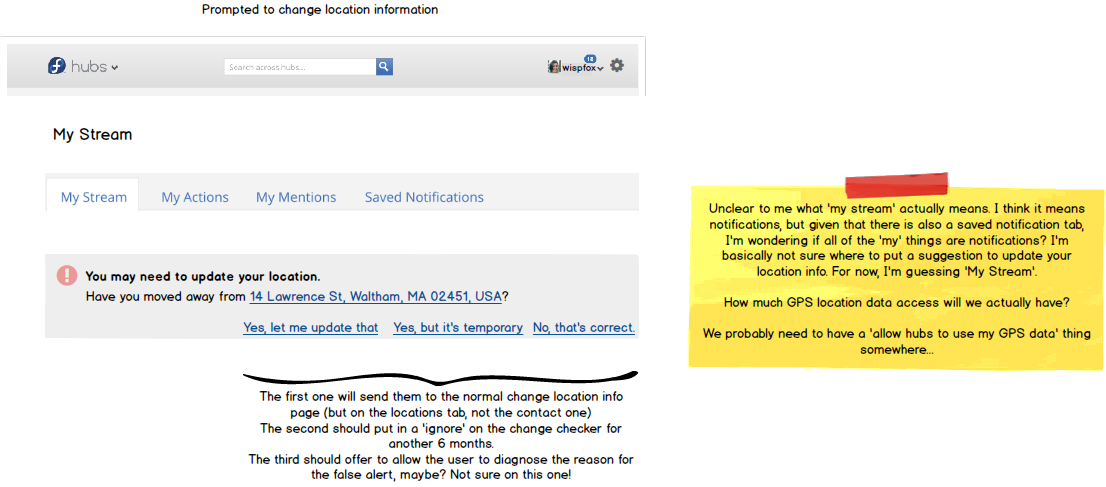 Prompted to change location information
hubs
Search across hubs...
18
wispfox
My Stream
My Stream My Actions My Mentions Saved Notifications
You may need to update your location.
Have you moved away from 14 Lawrence St, Waltham, MA 02451, USA?
Yes, let me update that Yes, but it's temporary No, that's correct.
The first one will send them to the normal change location info
page (but on the locations tab, not the contact one)
The second should put in a 'ignore' on the change checker for
another 6 months.
The third should offer to allow the user to diagnose the reason for
the false alert, maybe? Not sure on this one!
Unclear to me what 'my stream' actually means. I think it means
notifications, but given that there is also a saved notification tab,
I'm wondering if all of the 'my' things are notifications? I'm
basically not sure where to put a suggestion to update your
location info. For now, I'm guessing 'My Stream'.
How much GPS location data access will we actually have?
We probably need to have a 'allow hubs to use my GPS data' thing
somewhere...